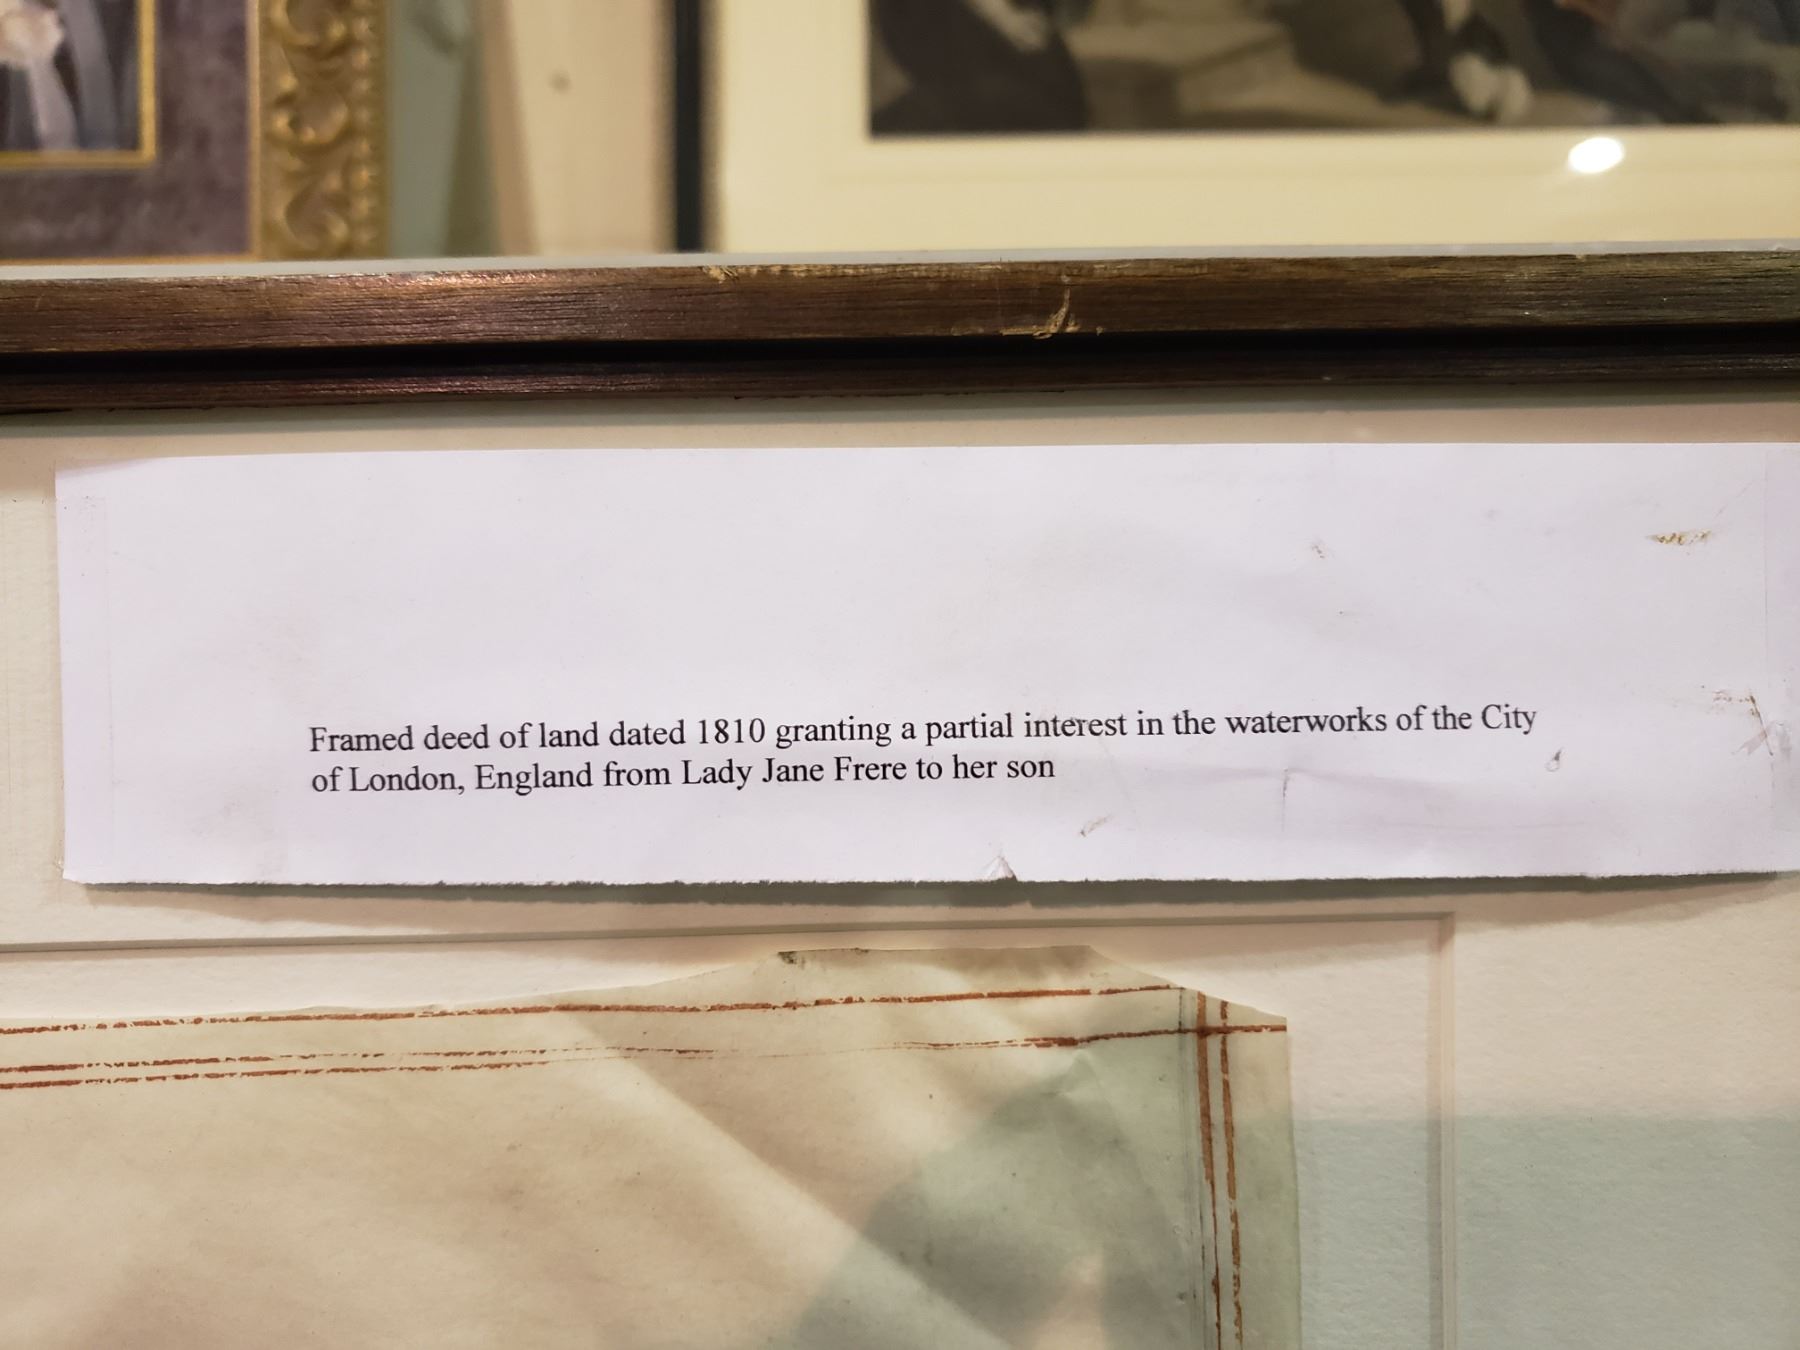 Framed deed of land dated 1810 granting a partial interest in the waterworks of the City
of London, England from Lady Jane Frere to her son